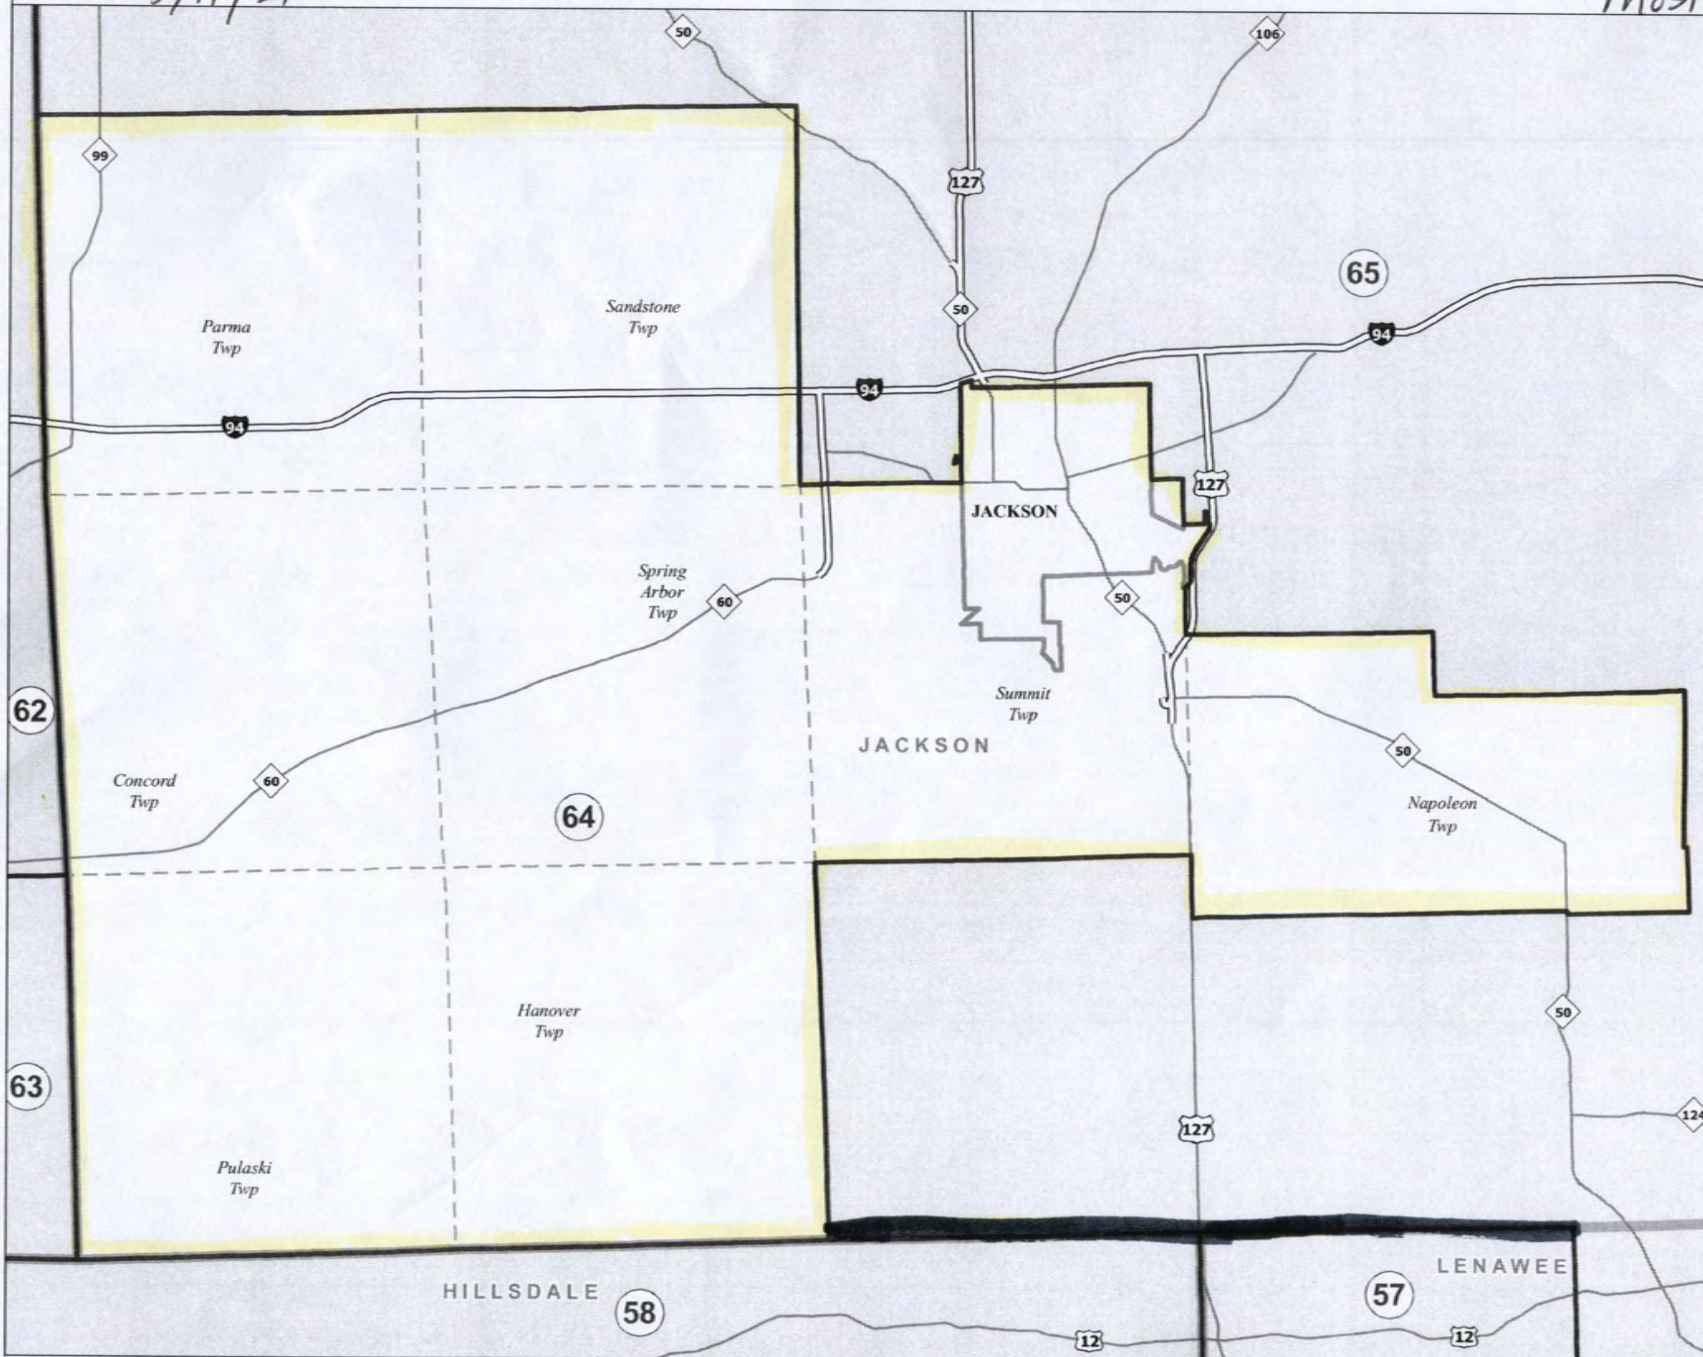 50
106
99
127
65
Sandstone
Twp
50
Parma
Twp
94
94
94
127
JACKSON
Spring
Arbor
Twp
60
50
Summit
Twp
62
JACKSON
50
Concord
Twp
60
64
Napoleon
Twp
Hanover
Twp
50
63
127
124
Pulaski
Twp
LENAWEE
HILLSDALE
58
57
12
12